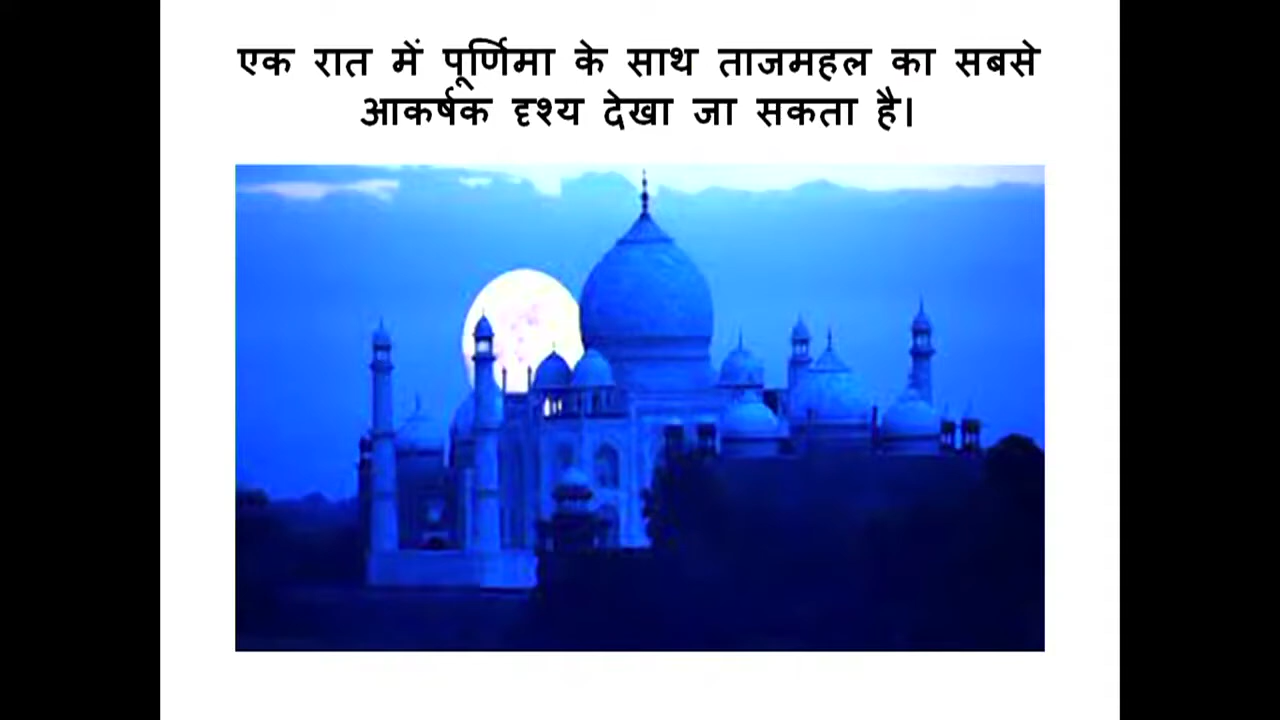 एक रात में पूर्णिमा के साथ ताजमहल का सबसे
आकर्षक दृश्य देखा जा सकता है।